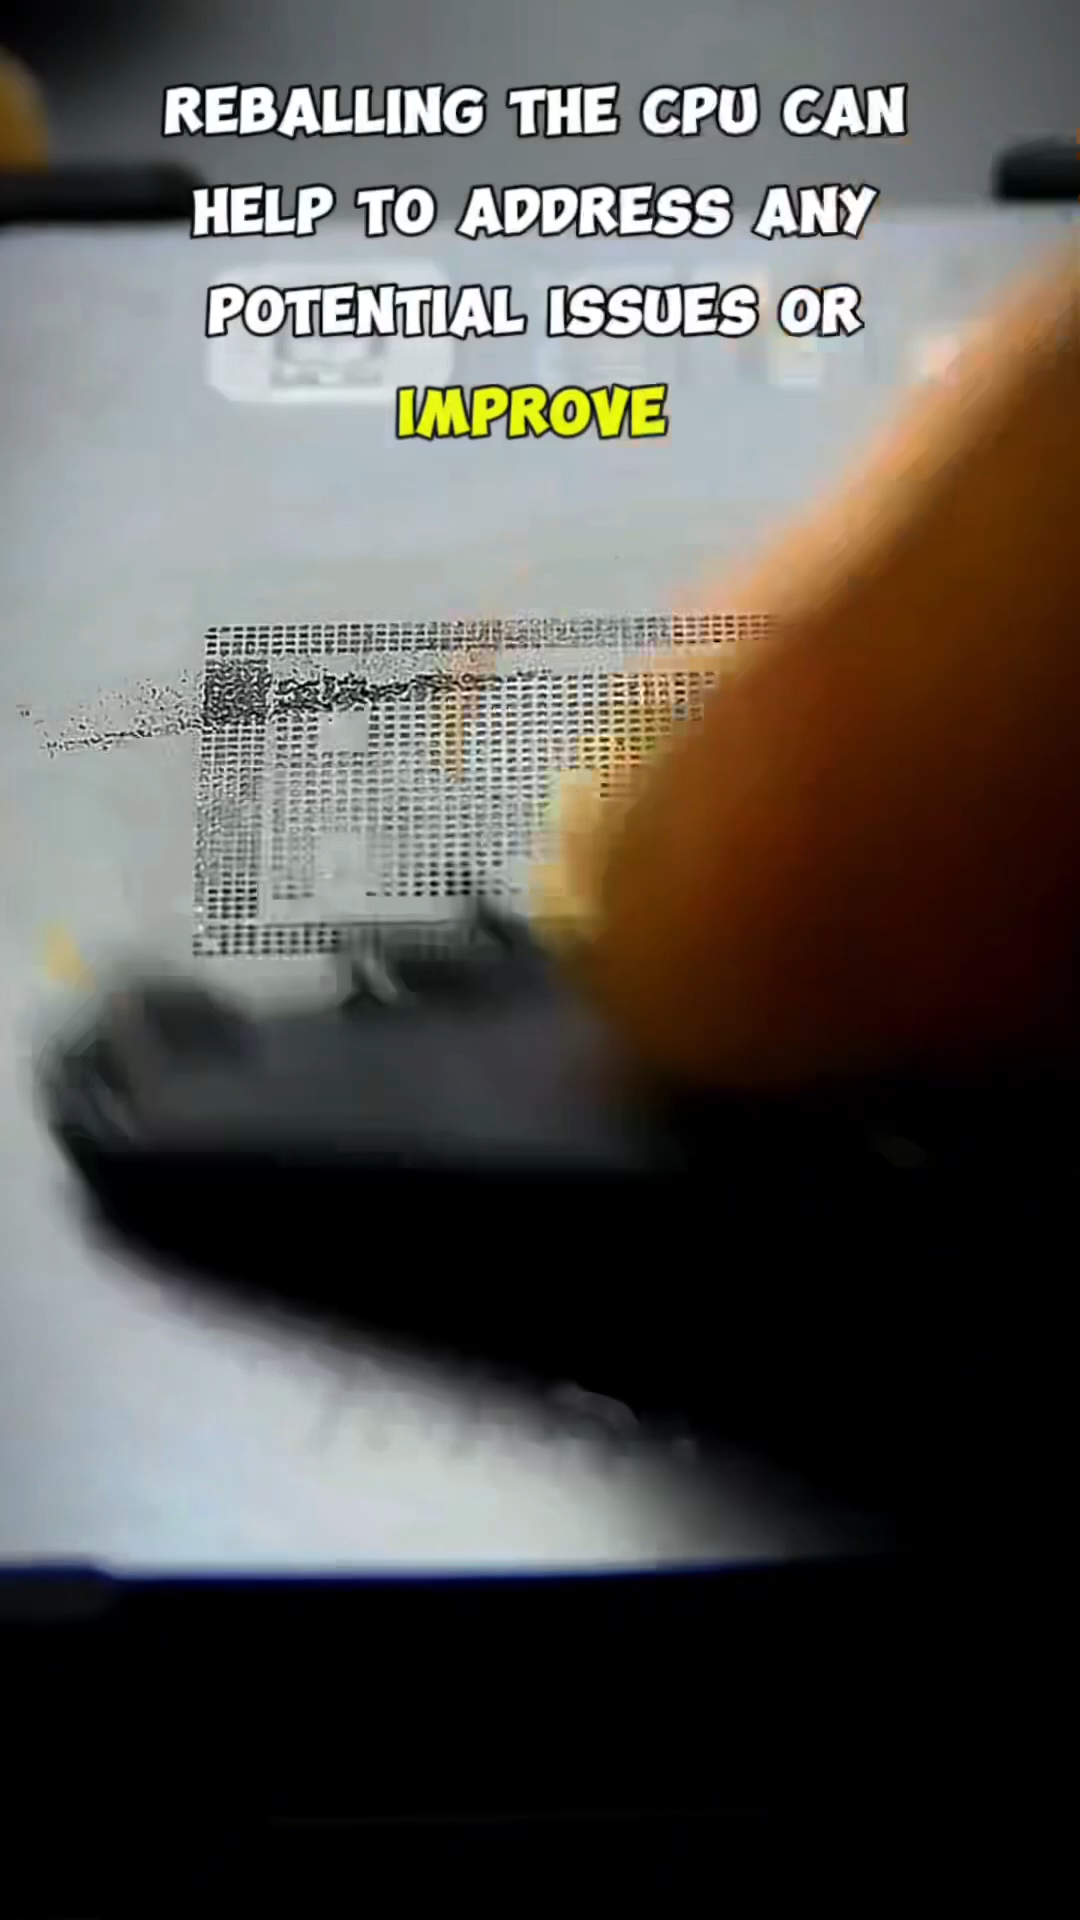 REBALLING THE CPU CAN
HELP TO ADDRESS ANY
POTENTIAL ISSUES OR
IMPROVE